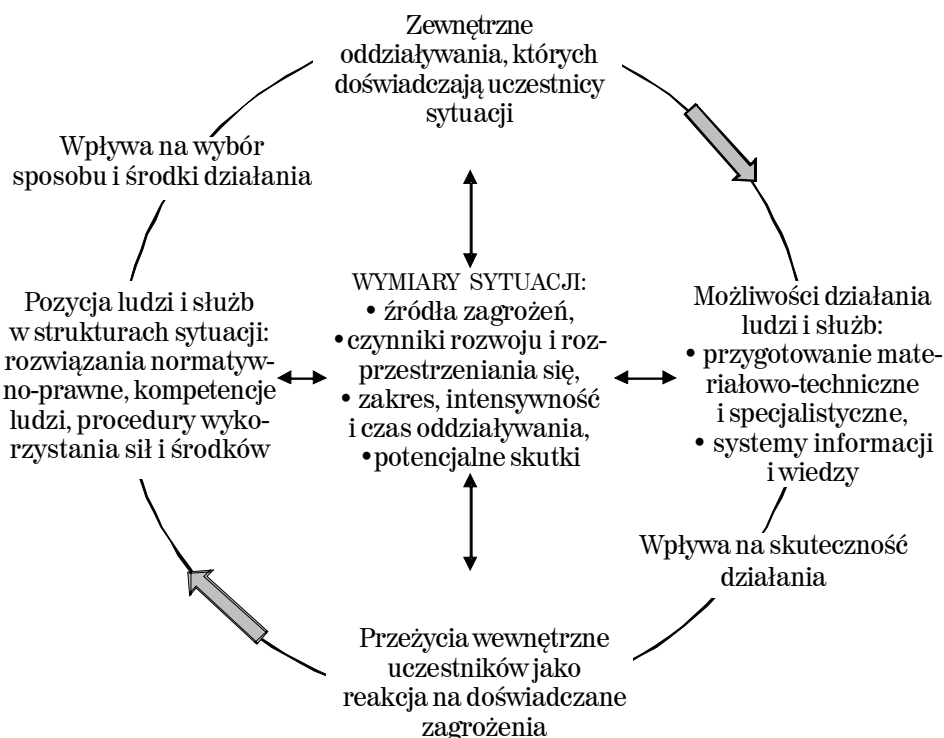 Zewnętrzne
oddziaływania, których
doświadczają uczestnicy
sytuacji
Wpływa na wybór
sposobu i środki działania
Pozycja ludzi i służb
w strukturach sytuacji:
rozwiązania normatyw-
no-prawne, kompetencje
ludzi, procedury wyko-
rzystania sił i środków
WYMIARY SYTUACJI:
• źródła zagrożeń,
• czynniki rozwoju i roz-
przestrzeniania się,
• zakres, intensywność
i czas oddziaływania,
• potencjalne skutki
Możliwości działania
ludzi i służb:
• przygotowanie mate-
riałowo-techniczne
i specjalistyczne,
• systemy informacji
i wiedzy
Wpływa na skuteczność
działania
Przeżycia wewnętrzne
uczestników jako
reakcja na doświadczane
zagrożenia